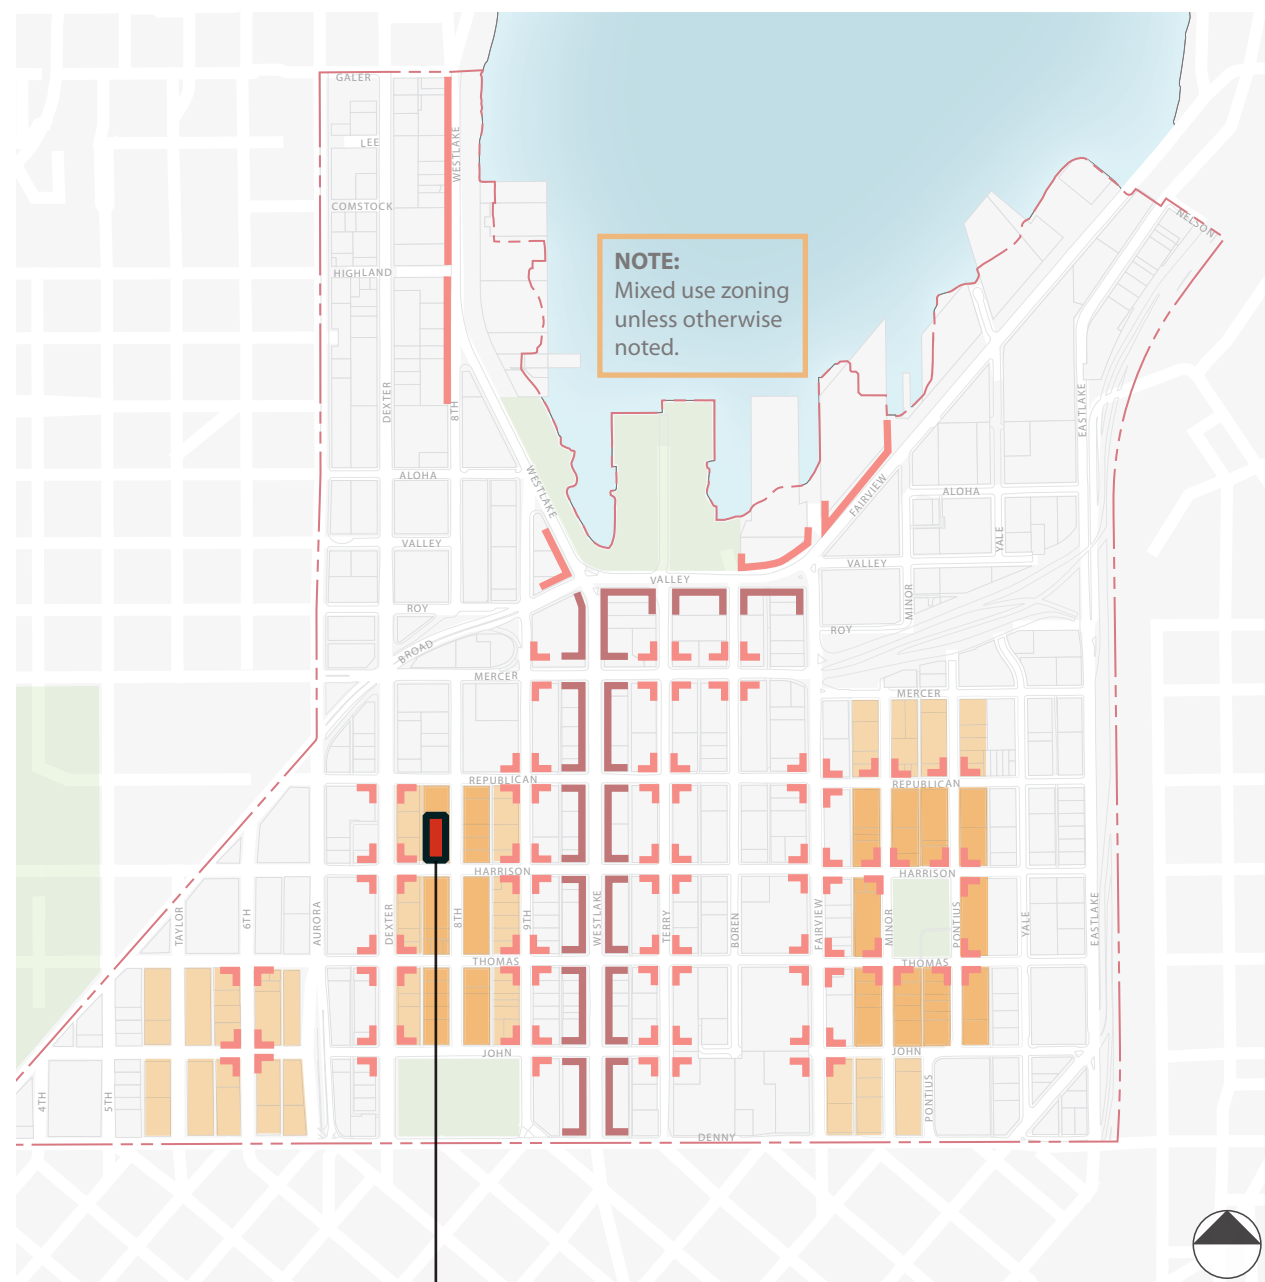 GALER
WESTLAKE
LEE
COMSTOCK
NELSON
HIGHLAND
NOTE:
Mixed use zoning
unless otherwise
noted.
DEXTER
8TH
EASTLAKE
ALOHA
WESTLAKE
FAIRVIEW
ALOHA
VALLEY
YALE
VALLEY
VALLEY
MINOR
ROY
BROAD
ROY
MERCER
MERCER
REPUBLICAN
REPUBLICAN
HARRISON
HARRISON
TAYLOR
6TH
AURORA
DEXTER
8TH
9TH
WESTLAKE
TERRY
BOREN
FAIRVIEW
MINOR
PONTIUS
YALE
EASTLAKE
THOMAS
THOMAS
JOHN
JOHN
4TH
5TH
PONTIUS
DENNY